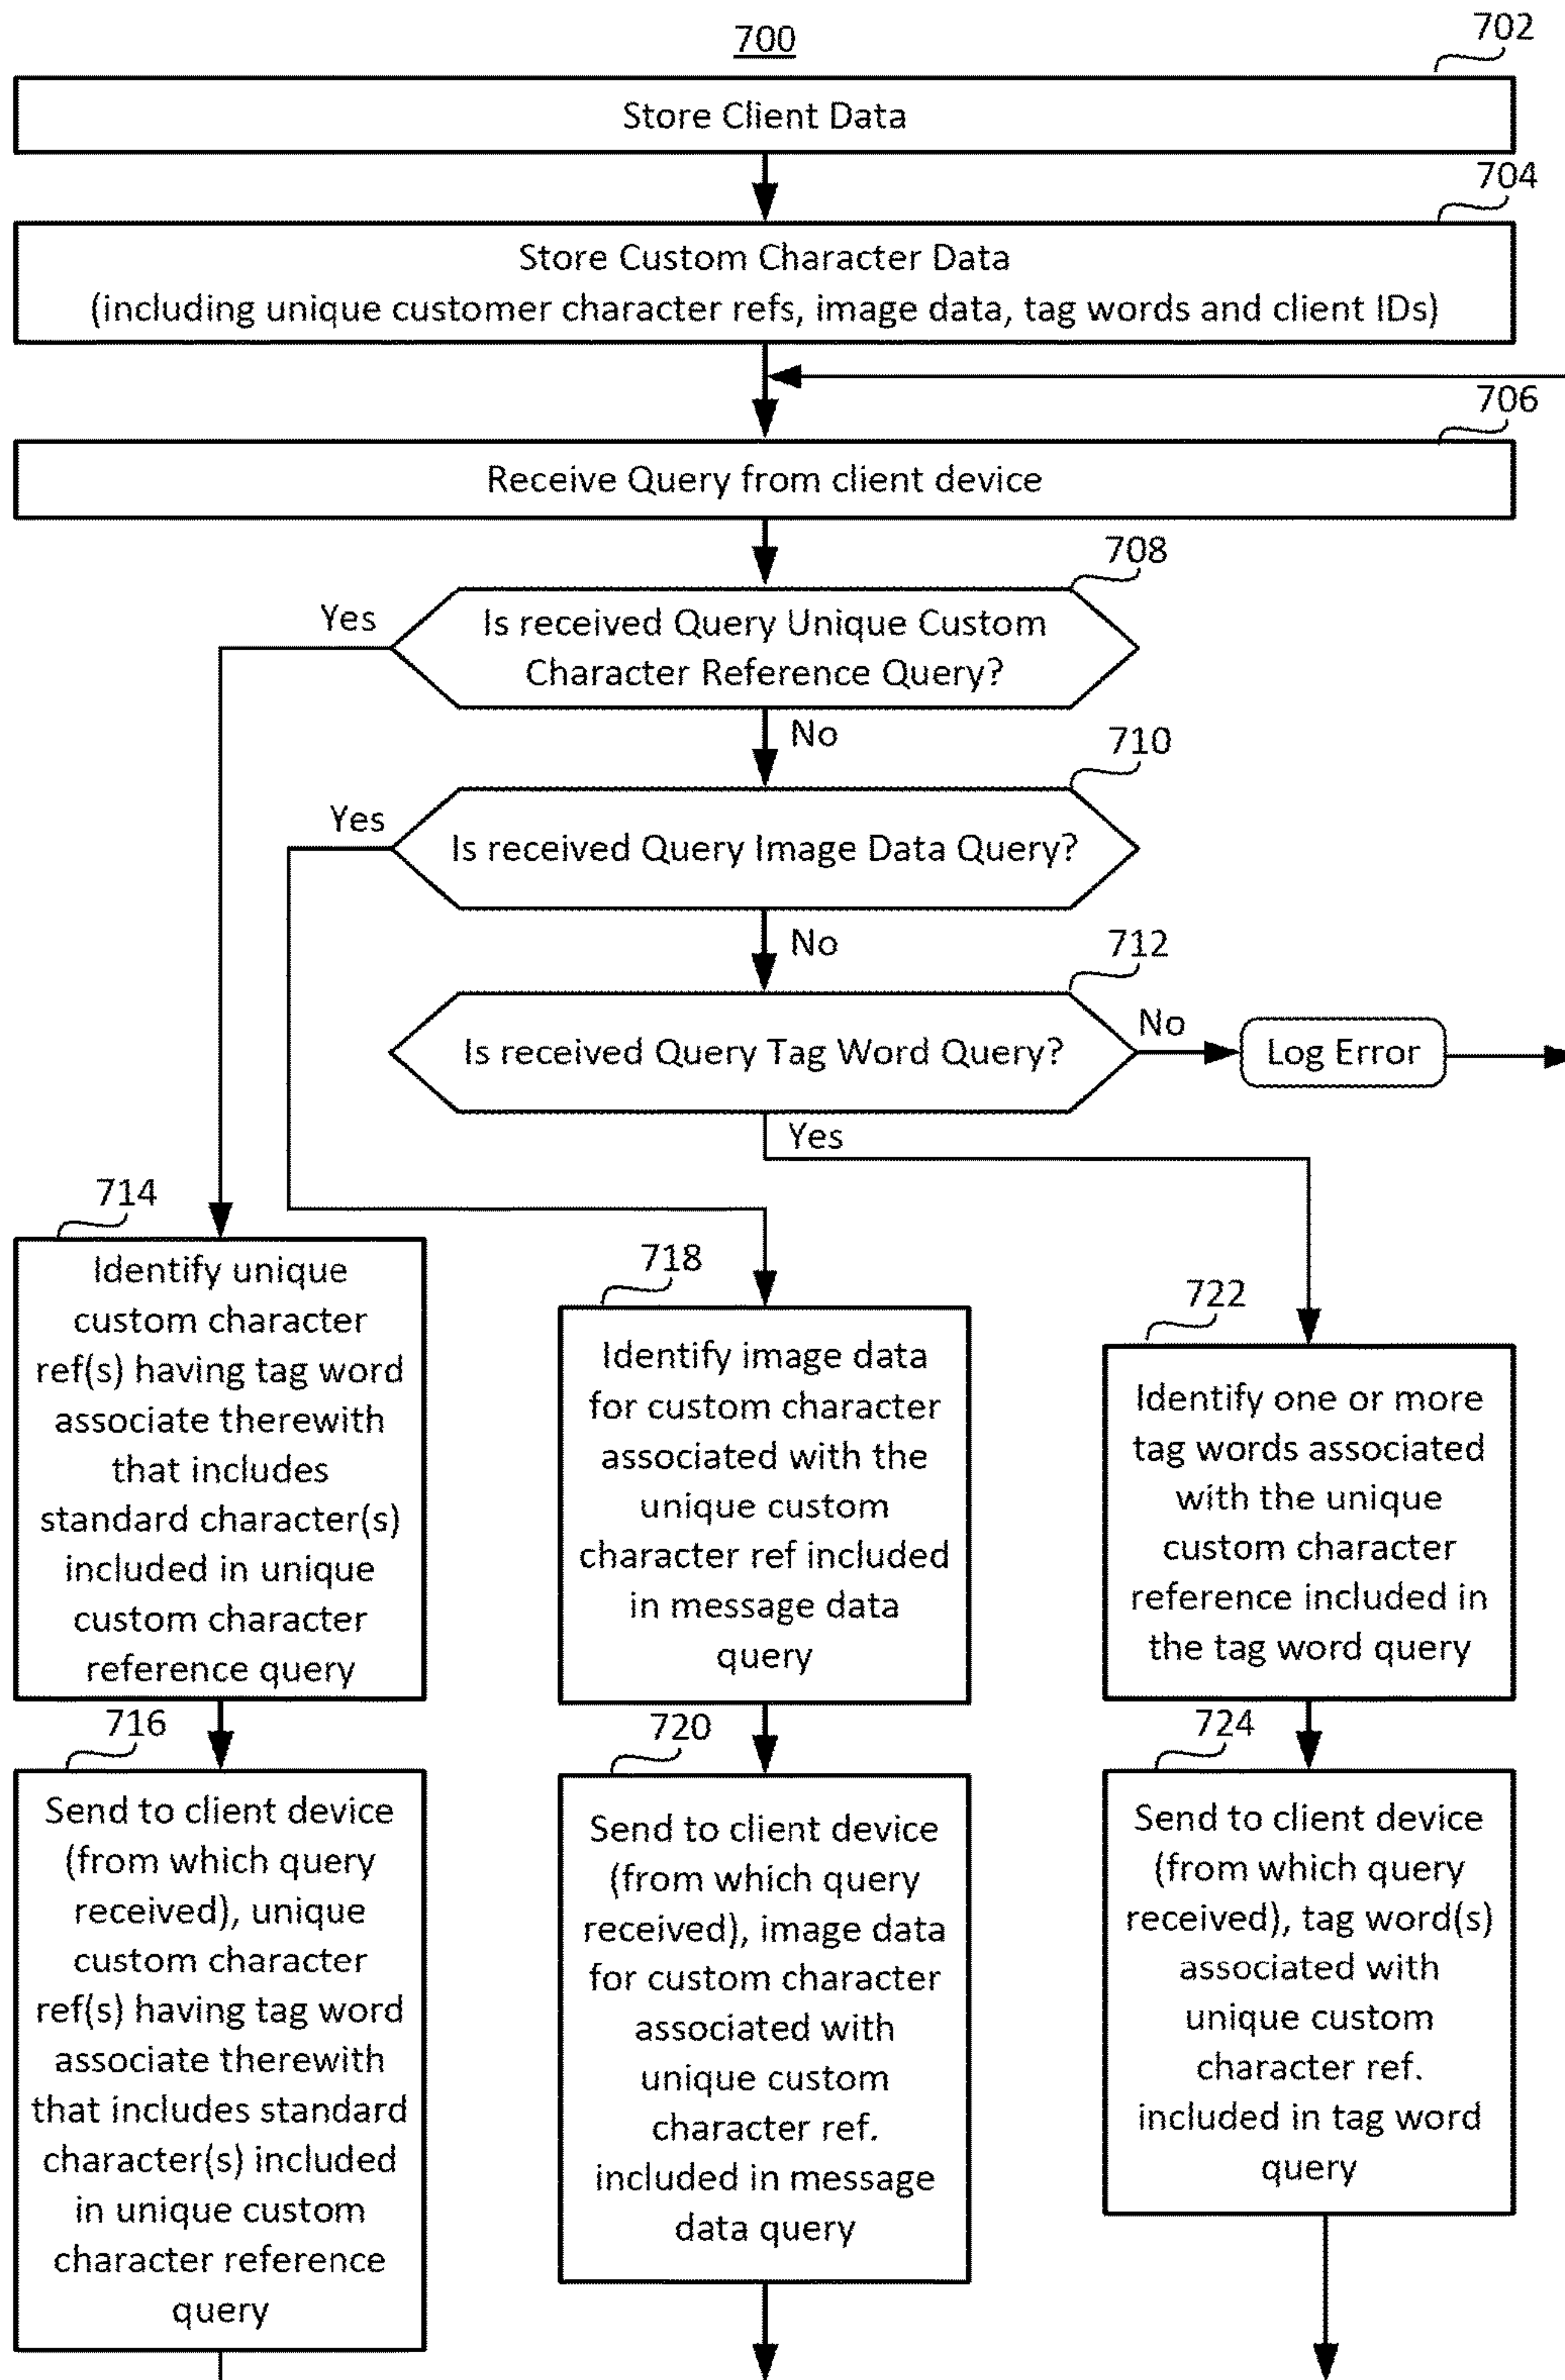 700
702
Store Client Data
704
Store Custom Character Data
(including unique customer character refs, image data, tag words and client IDs)
706
Receive Query from client device
708
Yes
Is received Query Unique Custom
Character Reference Query?
No
710
Yes
Is received Query Image Data Query?
No
712
Is received Query Tag Word Query?
No
Log Error
Yes
714
Identify unique
custom character
ref(s) having tag word
associate therewith
that includes
standard character(s)
included in unique
custom character
reference query
718
Identify image data
for custom character
associated with the
unique custom
character ref included
in message data
query
722
Identify one or more
tag words associated
with the unique
custom character
reference included in
the tag word query
716
Send to client device
(from which query
received), unique
custom character
ref(s) having tag word
associate therewith
that includes standard
character(s) included
in unique custom
character reference
query
720
Send to client device
(from which query
received), image data
for custom character
associated with
unique custom
character ref.
included in message
data query
724
Send to client device
(from which query
received), tag word(s)
associated with
unique custom
character ref.
included in tag word
query